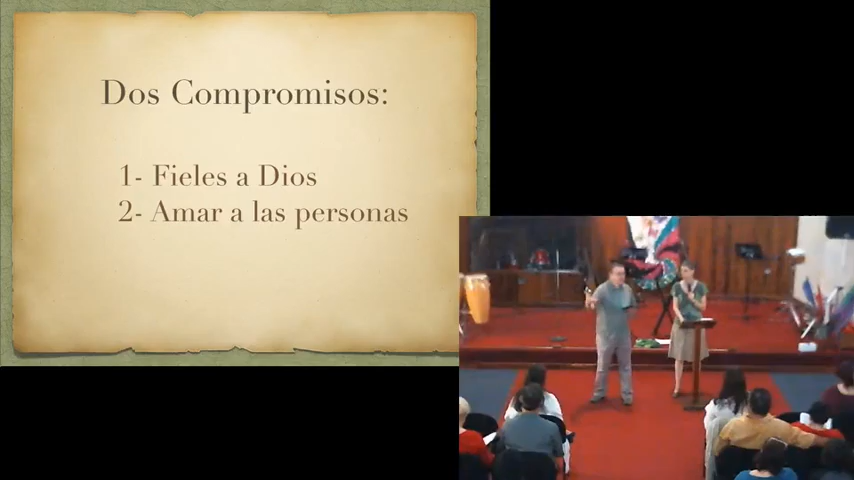 Dos Compromisos:
1- Fieles a Dios
2- Amar a las personas